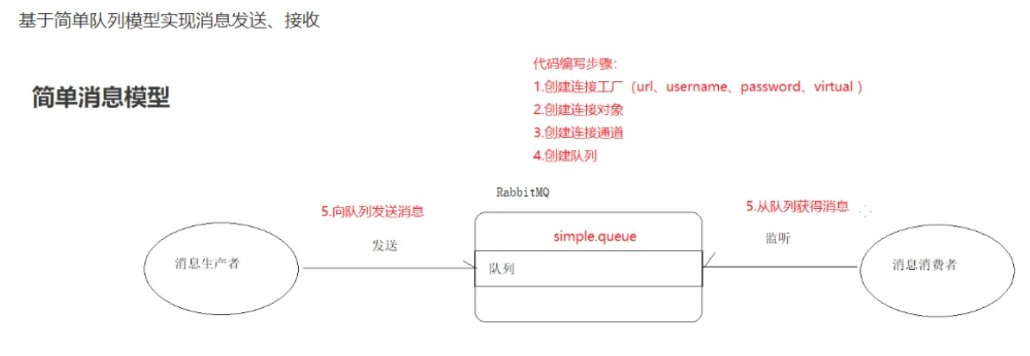 基于简单队列模型实现消息发送、接收
简单消息模型
代码编写步骤：
1.创建连接工厂（url、username、password、virtual ）
2.创建连接对象
3.创建连接通道
4.创建队列
RabbitMQ
5.向队列发送消息
5.从队列获得消息
simple.queue
发送
监听
消息生产者
队列
消息消费者